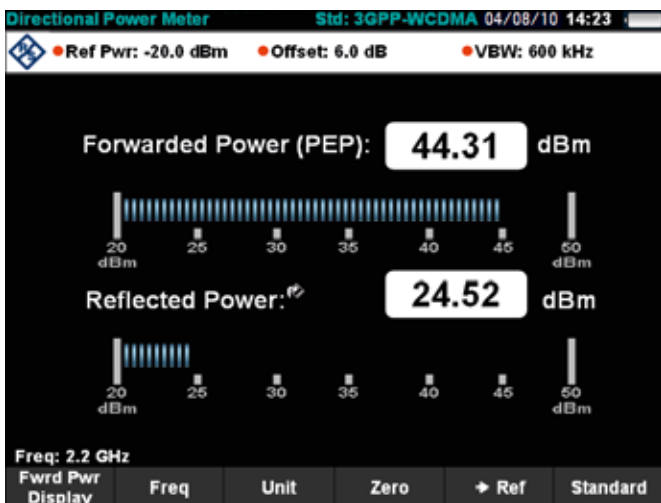 Directional Power Meter Std: 3GPP-WCDMA 04/08/10 14:23
Ref Pwr: -20.0 dBm Offset: 6.0 dB VBW: 600 kHz
Forwarded Power (PEP): 44.31 dBm
20 25 30 35 40 45 50
dBm dBm
Reflected Power: 24.52 dBm
20 25 30 35 40 45 50
dBm dBm
Freq: 2.2 GHz
Fwrd Pwr Display Freq Unit Zero → Ref Standard